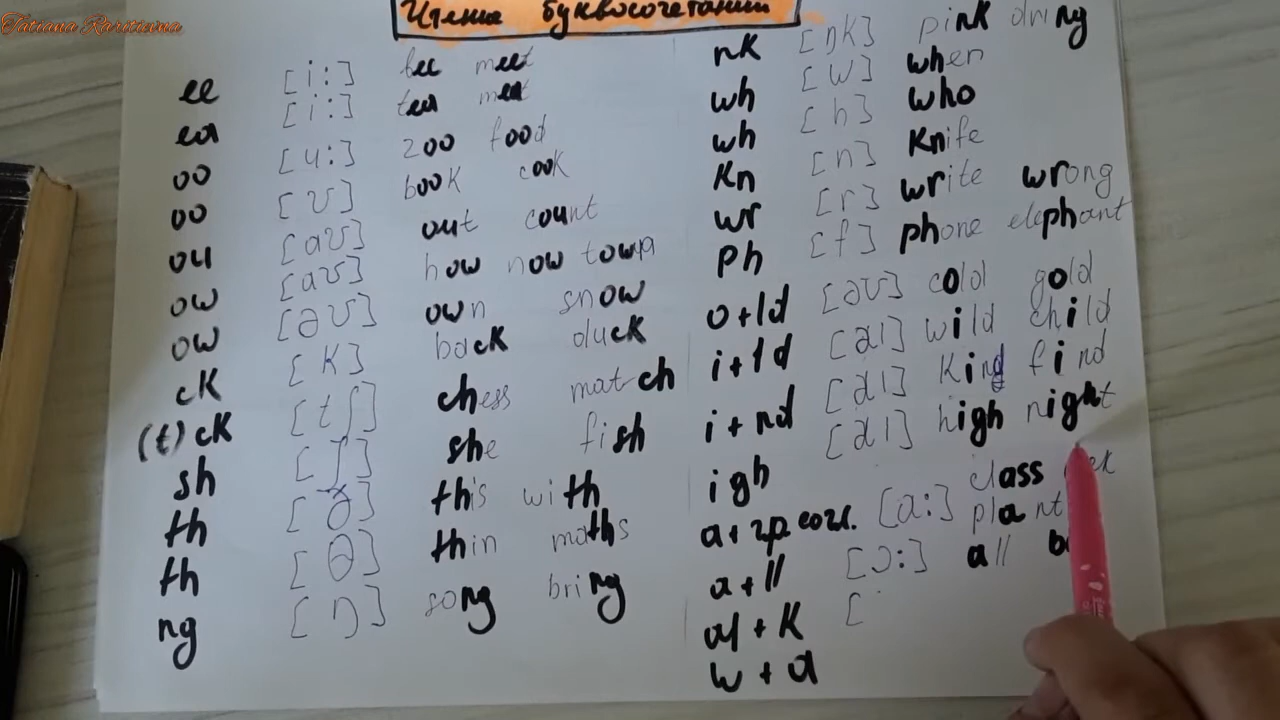 Tatiana Raritisova
Чтение буквосочетаний
ee [i:] bee meet
ea [i:] tea meat
oo [u:] zoo food
oo [ʊ] book cook
ou [aʊ] out count
ow [aʊ] how now town
ow [əʊ] own snow
ck [k] back duck
(t)ck [tʃ] chess match
sh [ʃ] she fish
th [ð] this with
th [θ] thin maths
ng [ŋ] song bring
nk [ŋk] pink dring
wh [w] when
wh [h] who
kn [n] knife
wr [r] write wrong
ph [f] phone elephant
o+ld [əʊ] cold gold
i+ld [aɪ] wild child
i+nd [aɪ] kind find
igh [aɪ] high night
a+гр.согл. [a:] class plant
a+ll [ɔ:] all
al+k [
w+a